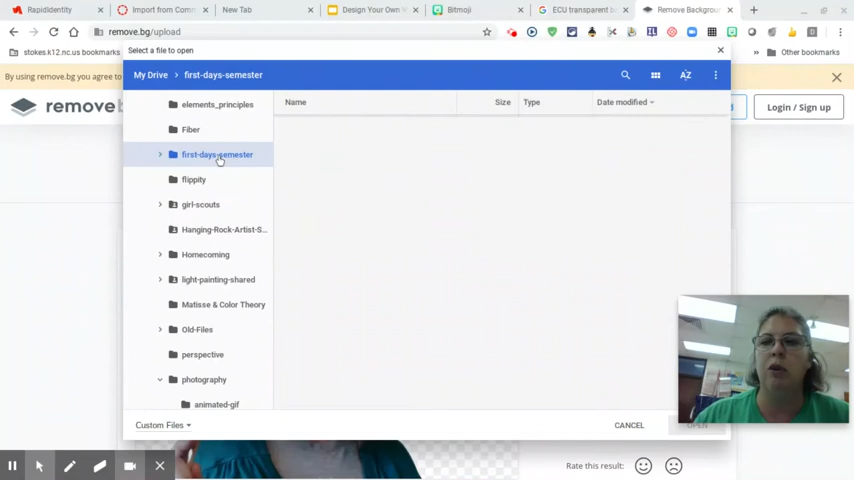 RapidIdentity
Import from Comm
New Tab
Design Your Own
Bitmoji
ECU transparent b
Remove Backgroun
remove.bg/upload
stokes.k12.nc.us bookmarks
Other bookmarks
Select a file to open
By using remove.bg you agree to
My Drive
first-days-semester
AZ
remove
Login / Sign up
Name
Size
Type
Date modified
elements_principles
Fiber
first-days-semester
flippity
girl-scouts
Hanging-Rock-Artist-S...
Homecoming
light-painting-shared
Matisse & Color Theory
Old-Files
perspective
photography
animated-gif
Custom Files
CANCEL
OPEN
Rate this result: